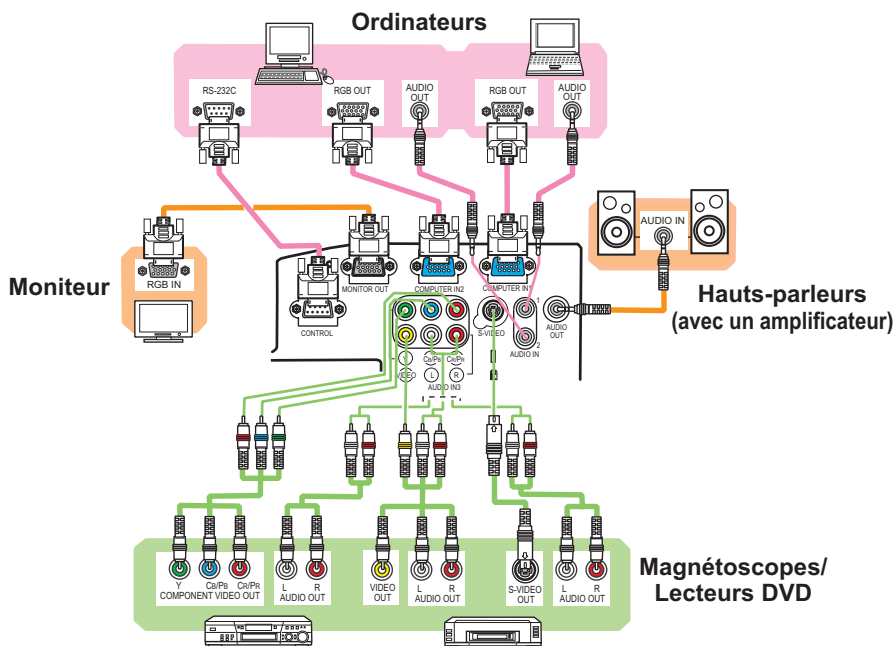 Ordinateurs
RS-232C
RGB OUT
AUDIO
OUT
RGB OUT
AUDIO
OUT
AUDIO IN
Moniteur
RGB IN
MONITOR OUT
COMPUTER IN2
COMPUTER IN1
CONTROL
S-VIDEO
1
2
AUDIO IN
AUDIO
OUT
Hauts-parleurs
(avec un amplificateur)
Y
CB/PB
CR/PR
VIDEO
L
R
AUDIO IN3
Y
CB/PB
CR/PR
COMPONENT VIDEO OUT
L
R
AUDIO OUT
VIDEO
OUT
L
R
AUDIO OUT
S-VIDEO
OUT
L
R
AUDIO OUT
Magnétoscopes/
Lecteurs DVD